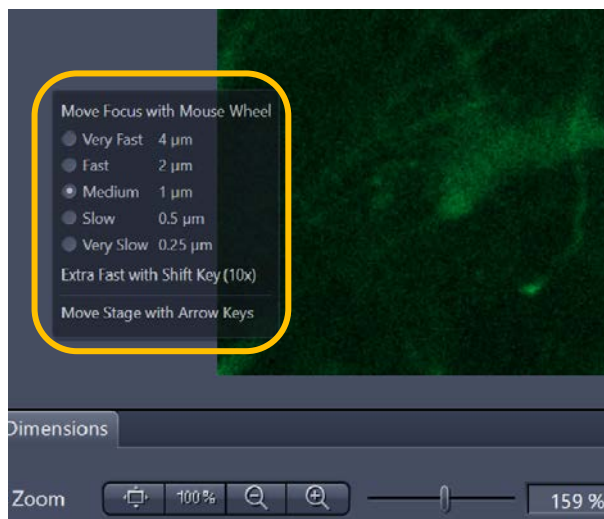 Move Focus with Mouse Wheel
Very Fast 4 µm
Fast 2 µm
Medium 1 µm
Slow 0.5 µm
Very Slow 0.25 µm
Extra Fast with Shift Key (10x)
Move Stage with Arrow Keys
Dimensions
Zoom 100% 159 %